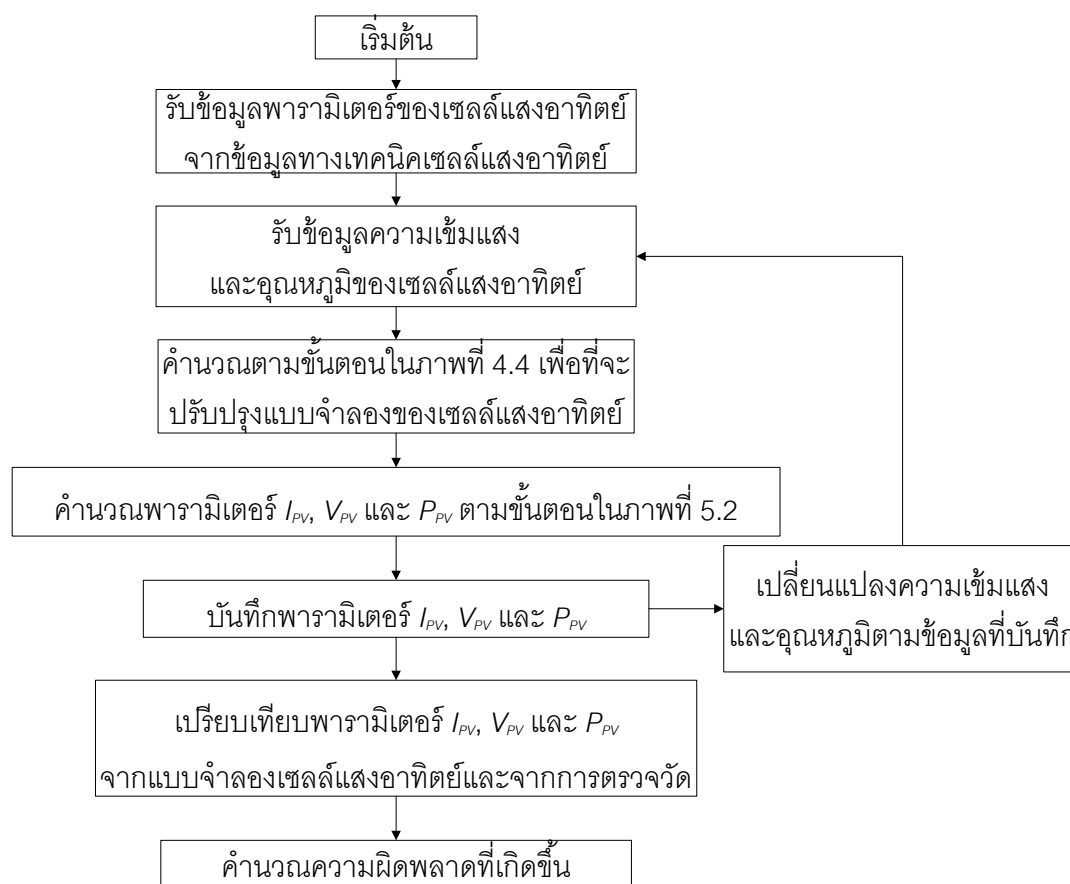 เริ่มต้น
รับข้อมูลพารามิเตอร์ของเซลล์แสงอาทิตย์
จากข้อมูลทางเทคนิคเซลล์แสงอาทิตย์
รับข้อมูลความเข้มแสง
และอุณหภูมิของเซลล์แสงอาทิตย์
คำนวณตามขั้นตอนในภาพที่ 4.4 เพื่อที่จะ
ปรับปรุงแบบจำลองของเซลล์แสงอาทิตย์
คำนวณพารามิเตอร์ I_PV, V_PV และ P_PV ตามขั้นตอนในภาพที่ 5.2
บันทึกพารามิเตอร์ I_PV, V_PV และ P_PV
เปลี่ยนแปลงความเข้มแสง
และอุณหภูมิตามข้อมูลที่บันทึก
เปรียบเทียบพารามิเตอร์ I_PV, V_PV และ P_PV
จากแบบจำลองเซลล์แสงอาทิตย์และจากการตรวจวัด
คำนวณความผิดพลาดที่เกิดขึ้น